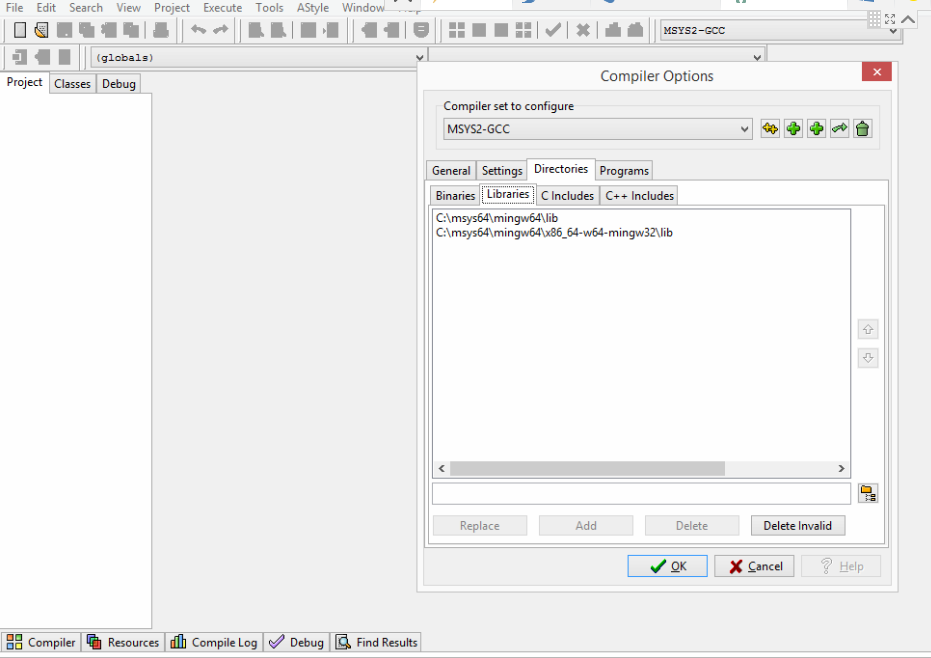 File Edit Search View Project Execute Tools AStyle Window
MSYS2-GCC
(globals)
Project Classes Debug
Compiler Options
Compiler set to configure
MSYS2-GCC
General Settings Directories Programs
Binaries Libraries C Includes C++ Includes
C:\msys64\mingw64\lib
C:\msys64\mingw64\x86_64-w64-mingw32\lib
Replace Add Delete Delete Invalid
OK Cancel Help
Compiler Resources Compile Log Debug Find Results